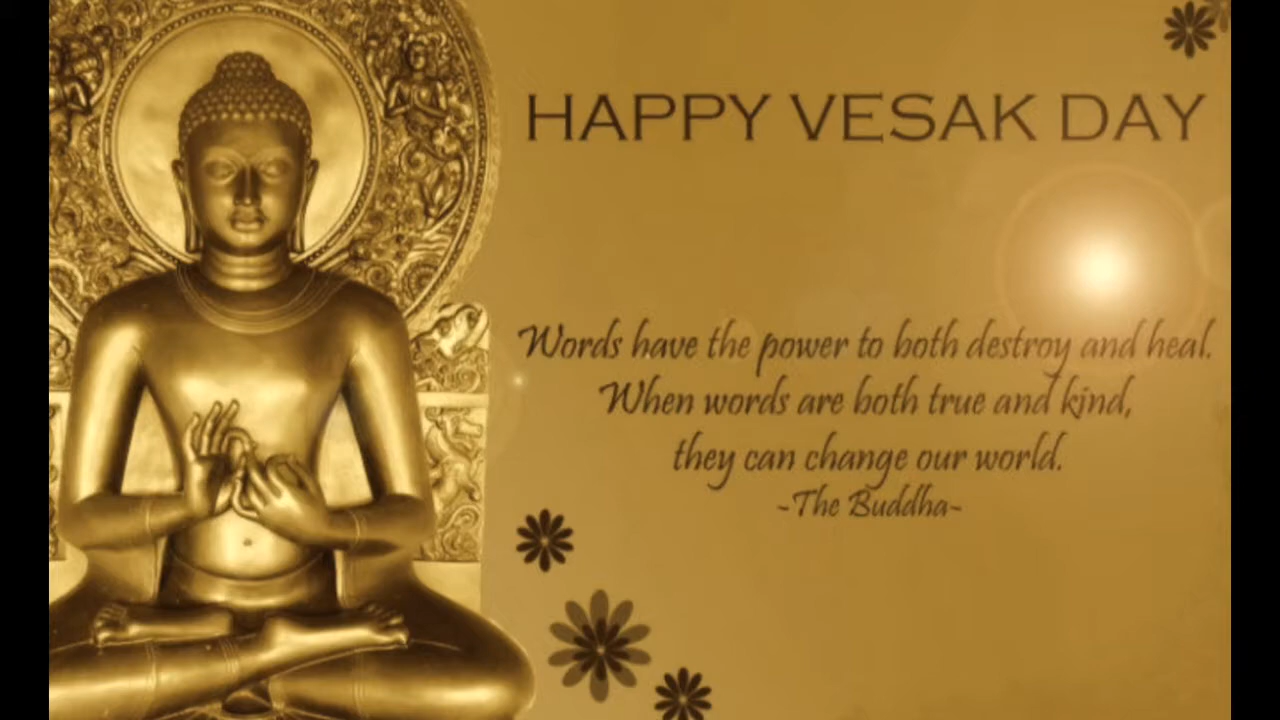 HAPPY VESAK DAY
Words have the power to both destroy and heal.
When words are both true and kind,
they can change our world.
~The Buddha~